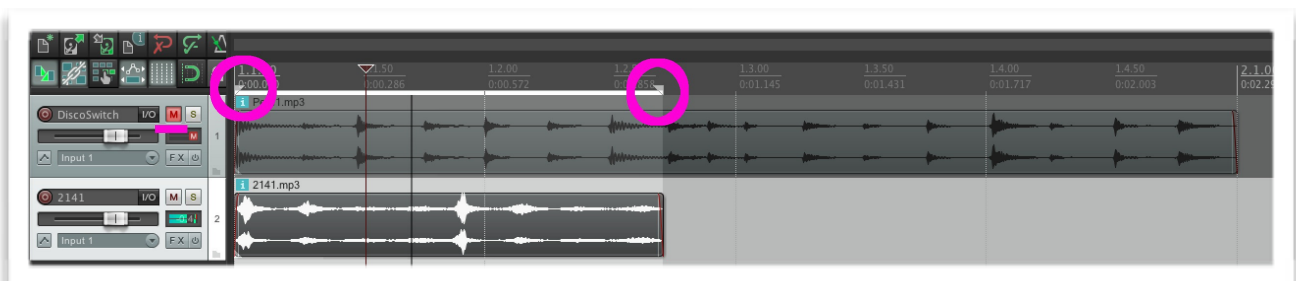 1.50 1.2.00 1.3.00 1.3.50 1.4.00 1.4.50 2.1.0
0:00.286 0:00.572 0:01.145 0:01.431 0:01.717 0:02.003 0:02.29
i .mp3
DiscoSwitch I/O M S
M 1
Input 1 FX
i 2141.mp3
2141 I/O M S
2
Input 1 FX